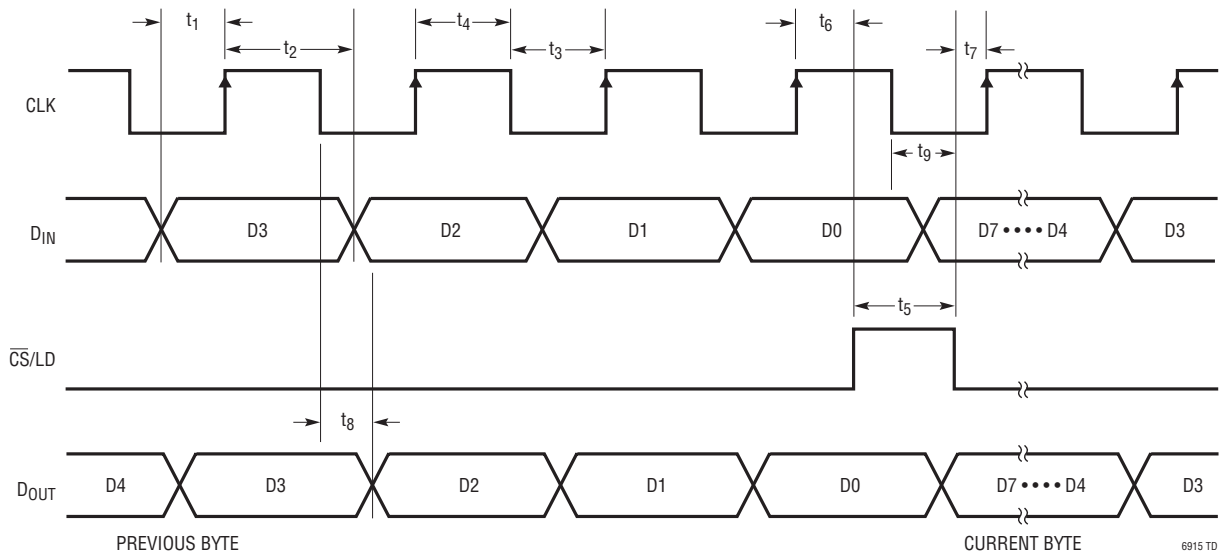 t1 t2 t4 t3 t6 t7
CLK
t9
DIN D3 D2 D1 D0 D7 •••• D4 D3
t5
CS/LD
t8
DOUT D4 D3 D2 D1 D0 D7 •••• D4 D3
PREVIOUS BYTE CURRENT BYTE 6915 TD